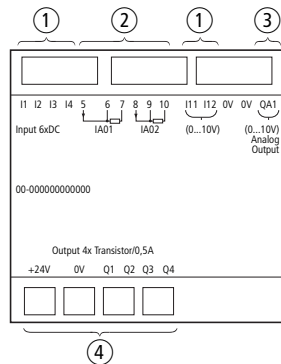 1 2 1 3
I1 I2 I3 I4 5 6 7 8 9 10 I11 I12 0V 0V QA1
Input 6xDC IA01 IA02 (0...10V) (0...10V)
Analog
Output
00-000000000000
Output 4x Transistor/0,5A
+24V 0V Q1 Q2 Q3 Q4
4